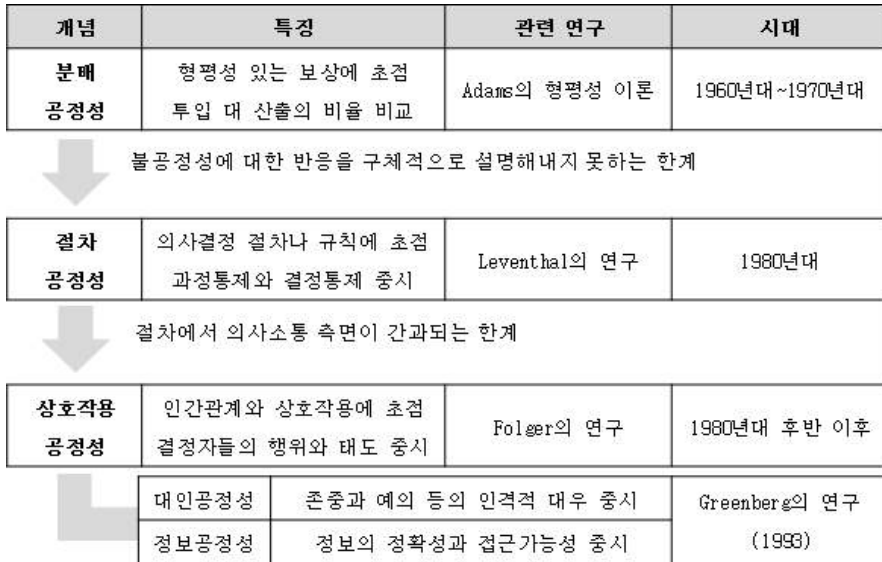 개념 특징 관련 연구 시대
분배 형평성 있는 보상에 초점 Adams의 형평성 이론 1960년대~1970년대
공정성 투입 대 산출의 비율 비교
불공정성에 대한 반응을 구체적으로 설명해내지 못하는 한계
절차 의사결정 절차나 규칙에 초점 Leventhal의 연구 1980년대
공정성 과정통제와 결정통제 중시
절차에서 의사소통 측면이 간과되는 한계
상호작용 인간관계와 상호작용에 초점 Folger의 연구 1980년대 후반 이후
공정성 결정자들의 행위와 태도 중시
대인공정성 존중과 예의 등의 인격적 대우 중시 Greenberg의 연구
정보공정성 정보의 정확성과 접근가능성 중시 (1993)